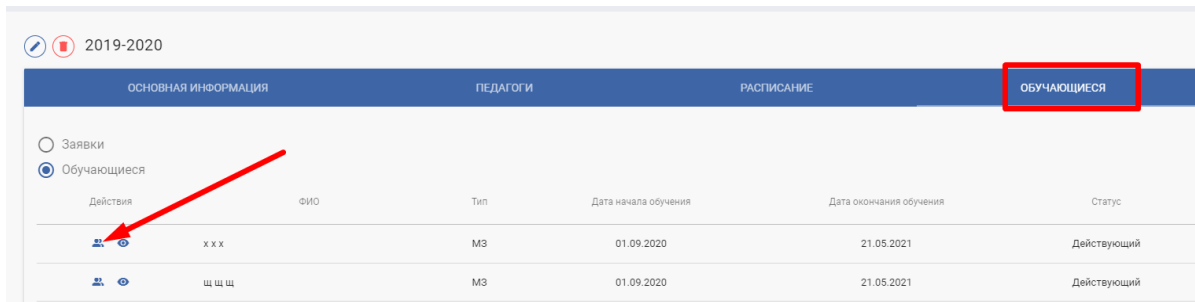 2019-2020
ОСНОВНАЯ ИНФОРМАЦИЯ ПЕДАГОГИ РАСПИСАНИЕ ОБУЧАЮЩИЕСЯ
Заявки
Обучающиеся
Действия ФИО Тип Дата начала обучения Дата окончания обучения Статус
х х х МЗ 01.09.2020 21.05.2021 Действующий
щ щ щ МЗ 01.09.2020 21.05.2021 Действующий